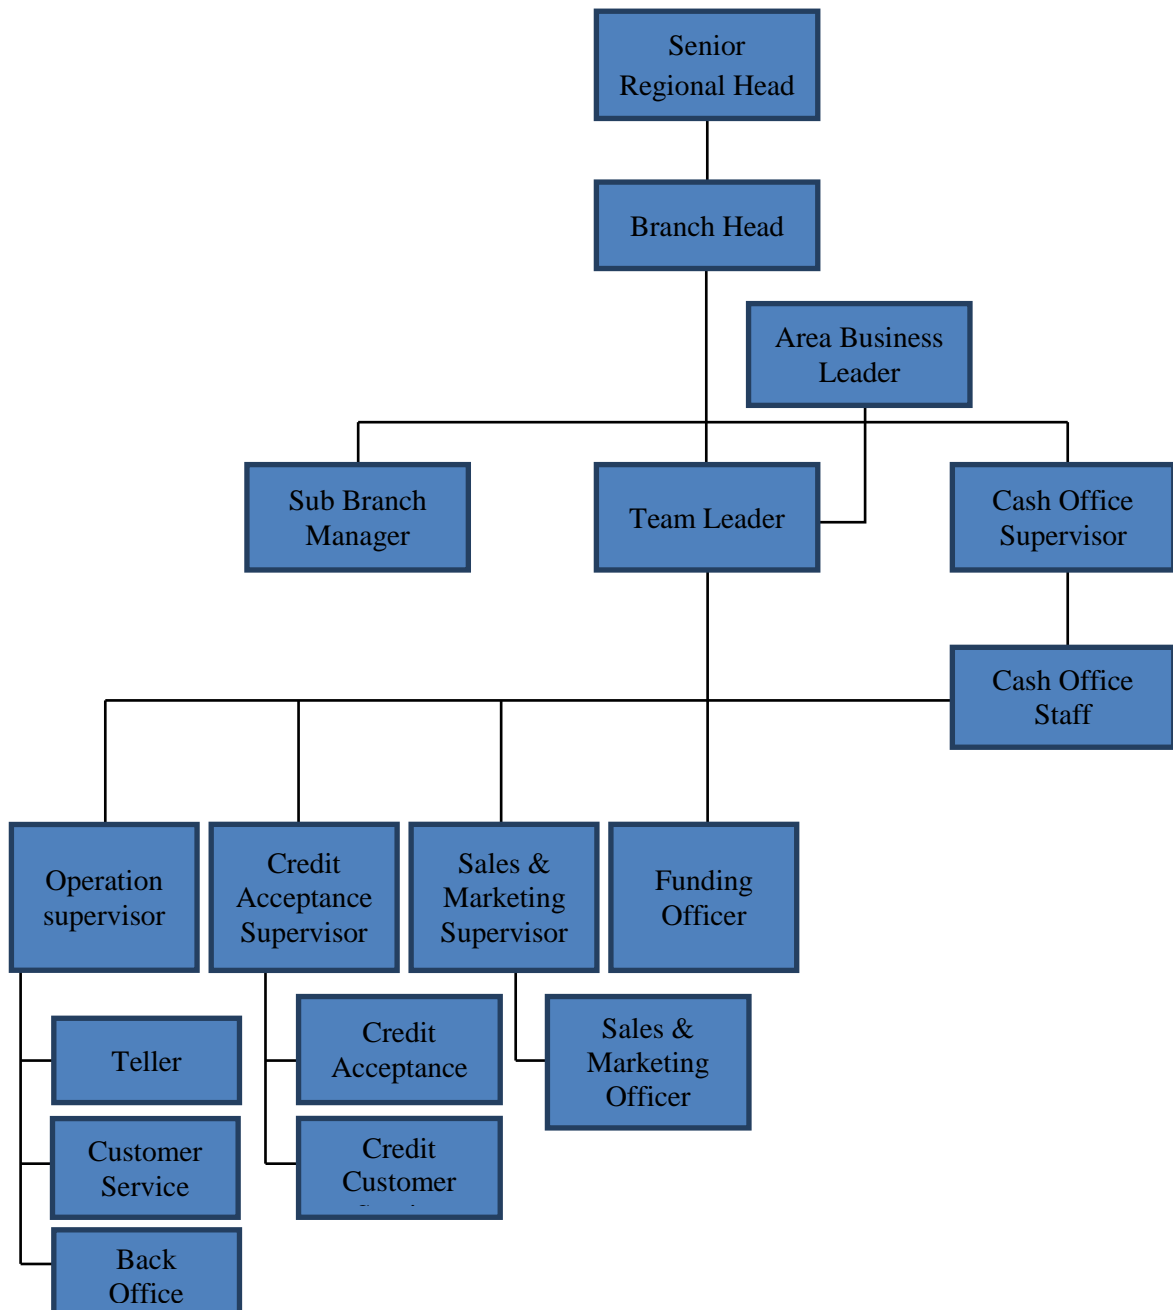 Senior
Regional Head
Branch Head
Area Business
Leader
Sub Branch
Manager
Team Leader
Cash Office
Supervisor
Cash Office
Staff
Operation
supervisor
Credit
Acceptance
Supervisor
Sales &
Marketing
Supervisor
Funding
Officer
Teller
Credit
Acceptance
Sales &
Marketing
Officer
Customer
Service
Credit
Customer
Back
Office